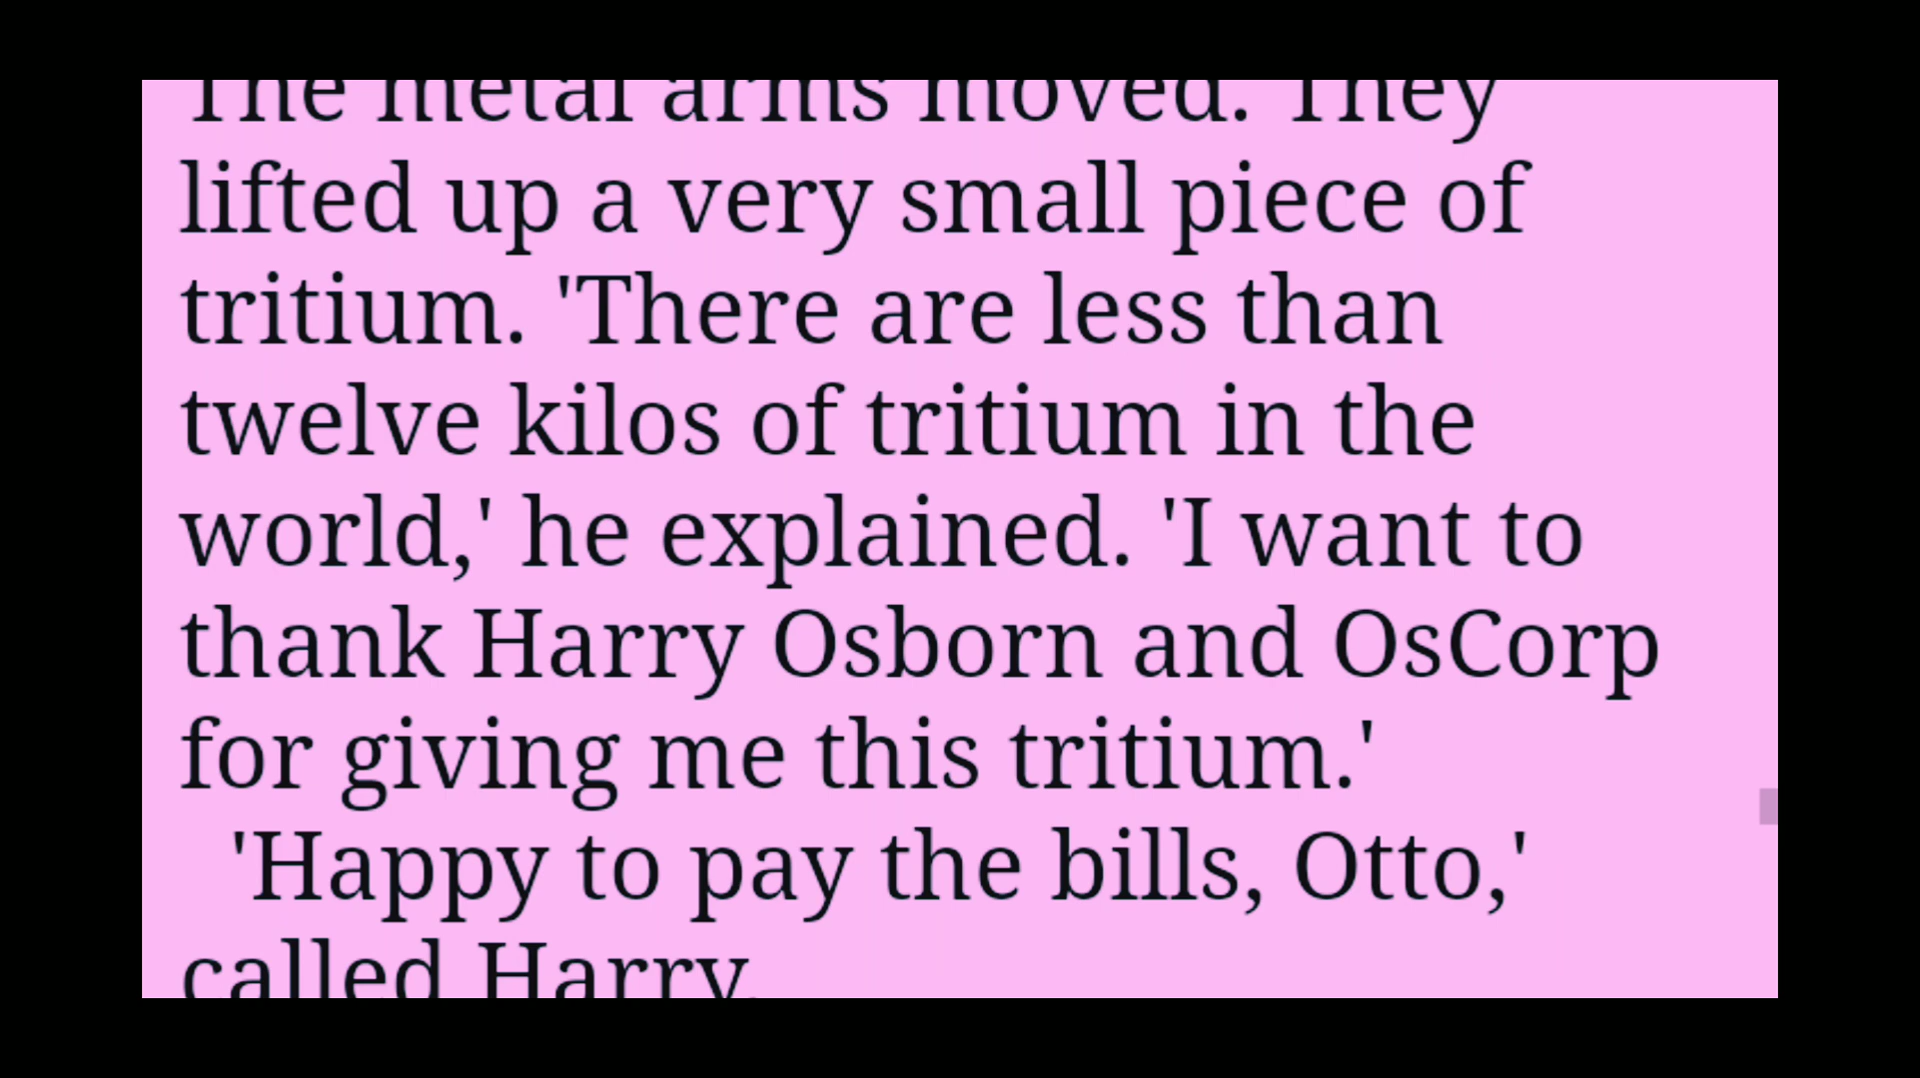 The metal arms moved. They
lifted up a very small piece of
tritium. 'There are less than
twelve kilos of tritium in the
world,' he explained. 'I want to
thank Harry Osborn and OsCorp
for giving me this tritium.'
'Happy to pay the bills, Otto,'
called Harry.